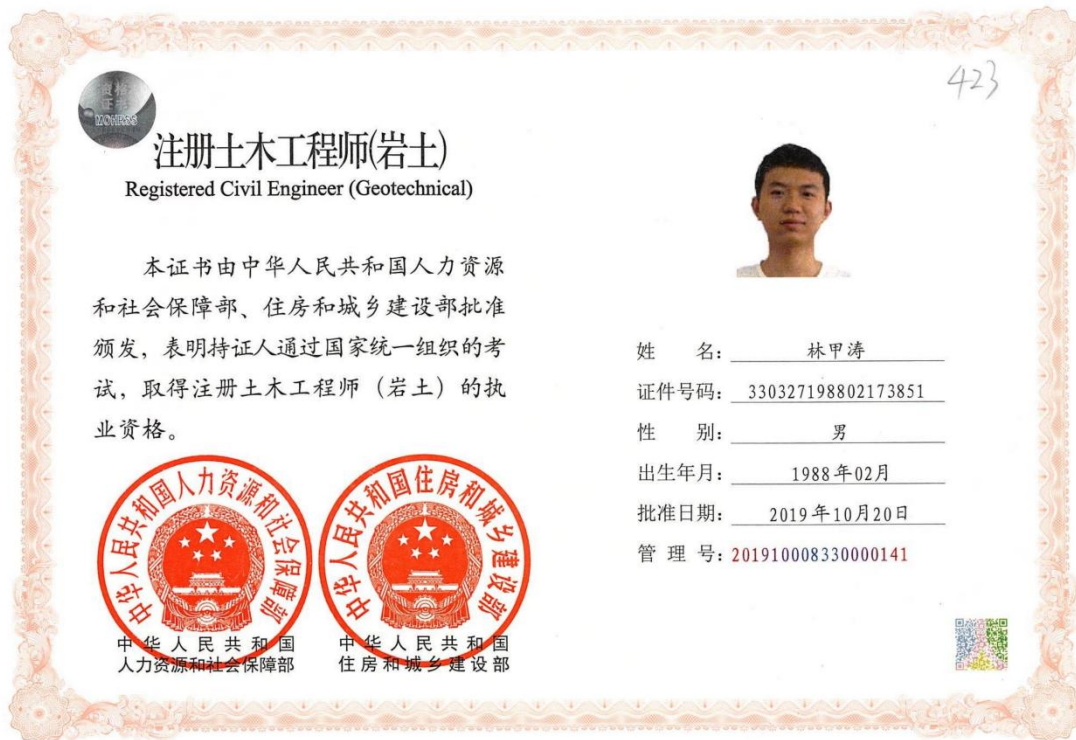 资格
证书
MOHRSS
423
注册土木工程师(岩土)
Registered Civil Engineer (Geotechnical)
本证书由中华人民共和国人力资源
和社会保障部、住房和城乡建设部批准
颁发，表明持证人通过国家统一组织的考
试，取得注册土木工程师（岩土）的执
业资格。
中华人民共和国人力资源和社会保障部
中华人民共和国住房和城乡建设部
中华人民共和国
人力资源和社会保障部
中华人民共和国
住房和城乡建设部
姓 名： 林甲涛
证件号码： 330327198802173851
性 别： 男
出生年月： 1988年02月
批准日期： 2019年10月20日
管 理 号：201910008330000141